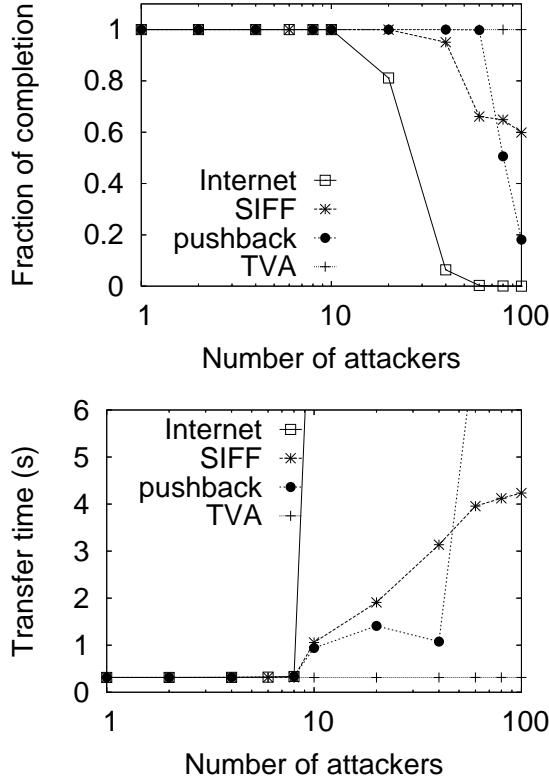 Fraction of completion
1
0.8
0.6
0.4
0.2
0
Internet
SIFF
pushback
TVA
1 10 100
Number of attackers
Transfer time (s)
6
5
4
3
2
1
0
Internet
SIFF
pushback
TVA
1 10 100
Number of attackers